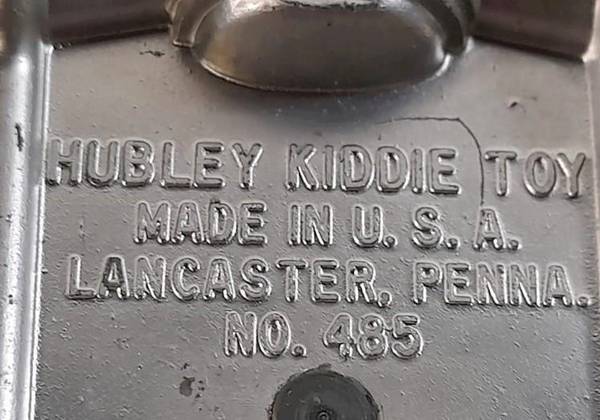 HUBLEY KIDDIE TOY
MADE IN U. S. A.
LANCASTER, PENNA.
NO. 485